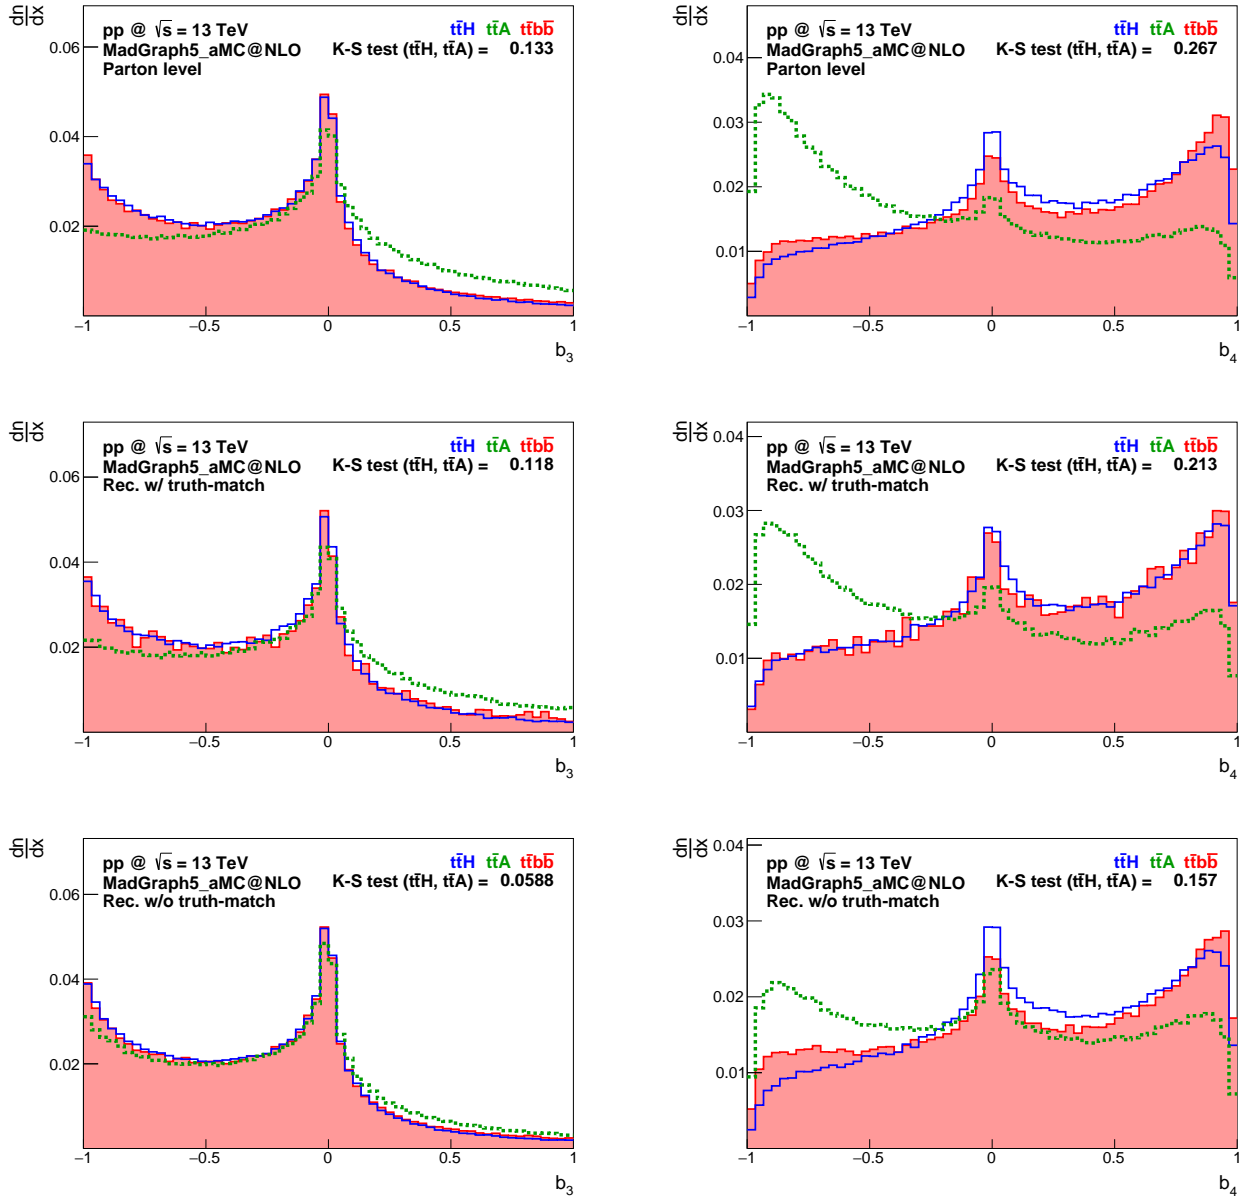 dn/dx
pp @ √s = 13 TeV
tt̄H tt̄A tt̄bb̄
MadGraph5_aMC@NLO
K-S test (tt̄H, tt̄A) = 0.133
Parton level
0.06
0.04
0.02
−1 −0.5 0 0.5 1
b₃
dn/dx
pp @ √s = 13 TeV
tt̄H tt̄A tt̄bb̄
MadGraph5_aMC@NLO
K-S test (tt̄H, tt̄A) = 0.267
Parton level
0.04
0.03
0.02
0.01
−1 −0.5 0 0.5 1
b₄
dn/dx
pp @ √s = 13 TeV
tt̄H tt̄A tt̄bb̄
MadGraph5_aMC@NLO
K-S test (tt̄H, tt̄A) = 0.118
Rec. w/ truth-match
0.06
0.04
0.02
−1 −0.5 0 0.5 1
b₃
dn/dx
pp @ √s = 13 TeV
tt̄H tt̄A tt̄bb̄
MadGraph5_aMC@NLO
K-S test (tt̄H, tt̄A) = 0.213
Rec. w/ truth-match
0.04
0.03
0.02
0.01
−1 −0.5 0 0.5 1
b₄
dn/dx
pp @ √s = 13 TeV
tt̄H tt̄A tt̄bb̄
MadGraph5_aMC@NLO
K-S test (tt̄H, tt̄A) = 0.0588
Rec. w/o truth-match
0.06
0.04
0.02
−1 −0.5 0 0.5 1
b₃
dn/dx
pp @ √s = 13 TeV
tt̄H tt̄A tt̄bb̄
MadGraph5_aMC@NLO
K-S test (tt̄H, tt̄A) = 0.157
Rec. w/o truth-match
0.04
0.03
0.02
0.01
−1 −0.5 0 0.5 1
b₄